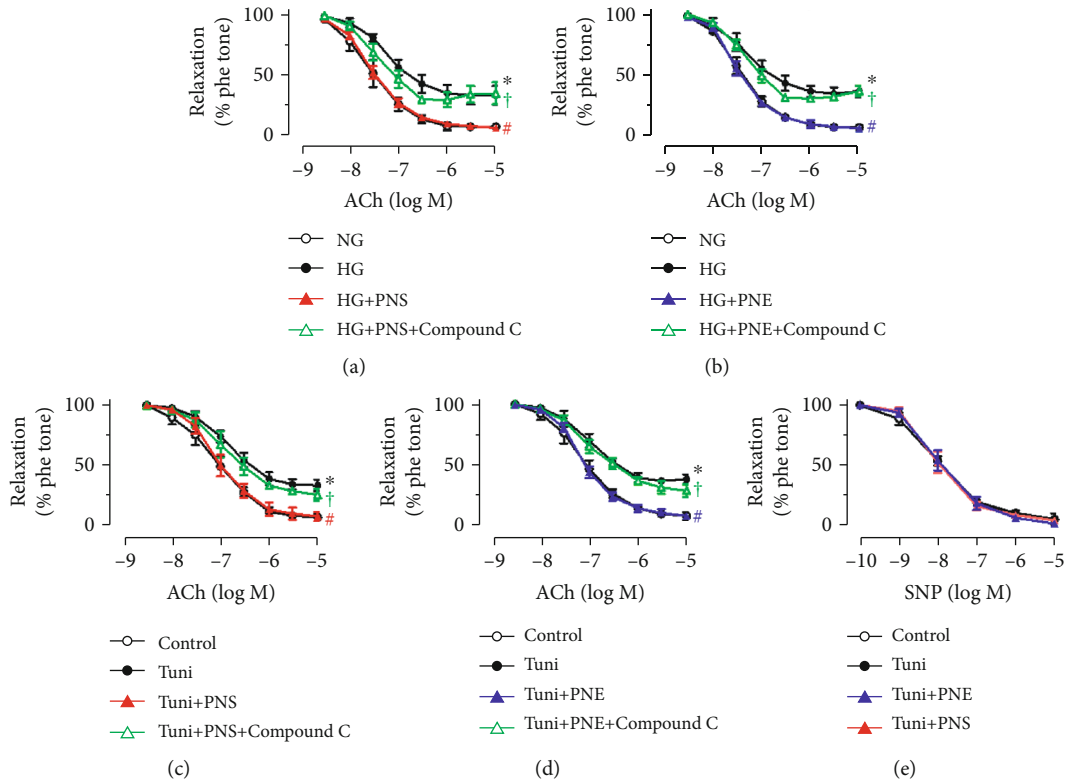 Relaxation
(% phe tone)
100
50
0
–9 –8 –7 –6 –5
ACh (log M)
*
†
#
NG
HG
HG+PNS
HG+PNS+Compound C
(a)
Relaxation
(% phe tone)
100
50
0
–9 –8 –7 –6 –5
ACh (log M)
*
†
#
NG
HG
HG+PNE
HG+PNE+Compound C
(b)
Relaxation
(% phe tone)
100
50
0
–9 –8 –7 –6 –5
ACh (log M)
*
†
#
Control
Tuni
Tuni+PNS
Tuni+PNS+Compound C
(c)
Relaxation
(% phe tone)
100
50
0
–9 –8 –7 –6 –5
ACh (log M)
*
†
#
Control
Tuni
Tuni+PNE
Tuni+PNE+Compound C
(d)
Relaxation
(% phe tone)
100
50
0
–10 –9 –8 –7 –6 –5
SNP (log M)
Control
Tuni
Tuni+PNE
Tuni+PNS
(e)